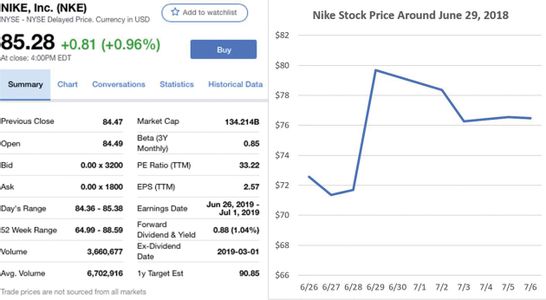 NIKE, Inc. (NKE)
NYSE - NYSE Delayed Price. Currency in USD
Add to watchlist
85.28 +0.81 (+0.96%)
At close: 4:00PM EDT
Buy
Summary Chart Conversations Statistics Historical Data
Previous Close 84.47
Open 84.49
Bid 0.00 x 3200
Ask 0.00 x 1800
Day's Range 84.36 - 85.38
52 Week Range 64.99 - 88.59
Volume 3,660,677
Avg. Volume 6,702,916
Market Cap 134.214B
Beta (3Y
Monthly) 0.85
PE Ratio (TTM) 33.22
EPS (TTM) 2.57
Earnings Date Jun 26, 2019 -
Jul 1, 2019
Forward
Dividend & Yield 0.88 (1.04%)
Ex-Dividend
Date 2019-03-01
1y Target Est 90.85
Trade prices are not sourced from all markets
Nike Stock Price Around June 29, 2018
$82
$80
$78
$76
$74
$72
$70
$68
$66
6/26 6/27 6/28 6/29 6/30 7/1 7/2 7/3 7/4 7/5 7/6